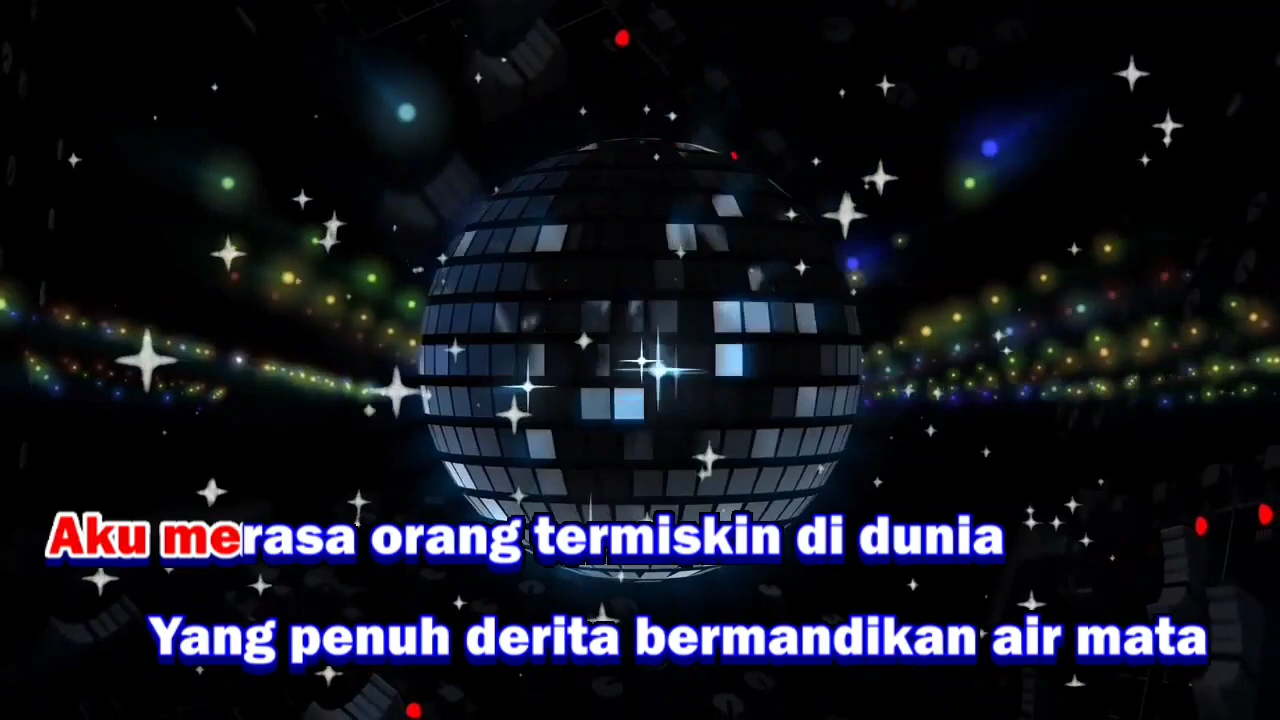 Aku merasa orang termiskin di dunia
Yang penuh derita bermandikan air mata